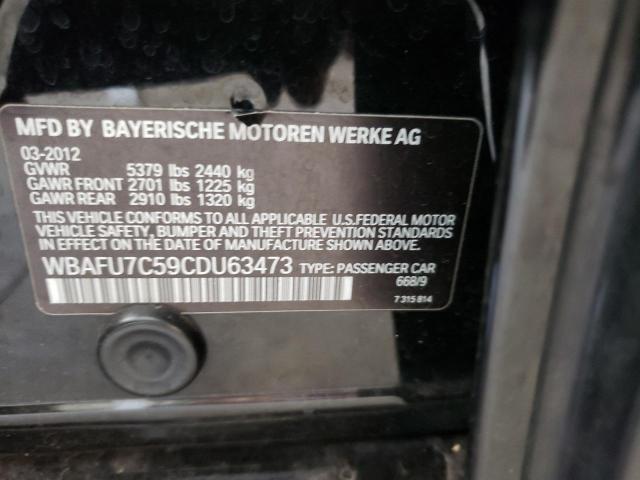 MFD BY BAYERISCHE MOTOREN WERKE AG
03-2012
GVWR 5379 lbs 2440 kg
GAWR FRONT 2701 lbs 1225 kg
GAWR REAR 2910 lbs 1320 kg
THIS VEHICLE CONFORMS TO ALL APPLICABLE U.S.FEDERAL MOTOR
VEHICLE SAFETY, BUMPER AND THEFT PREVENTION STANDARDS
IN EFFECT ON THE DATE OF MANUFACTURE SHOWN ABOVE.
WBAFU7C59CDU63473 TYPE: PASSENGER CAR
668/9
7 315 814